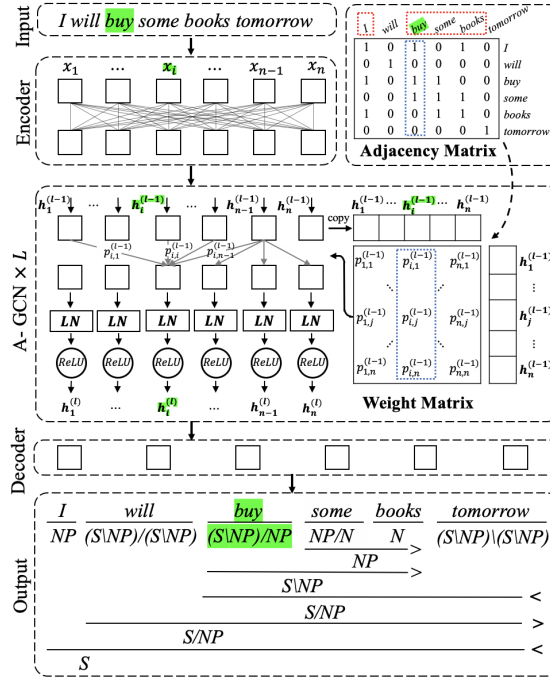 Input
I will buy some books tomorrow
Encoder
x₁ ... xᵢ ... xₙ₋₁ xₙ
I will buy some books tomorrow
1 0 1 0 1 0 I
0 1 0 0 0 0 will
1 0 1 1 0 0 buy
0 0 1 1 1 0 some
1 0 0 1 1 0 books
0 0 0 0 0 1 tomorrow
Adjacency Matrix
A- GCN × L
h₁^(l-1) ... hᵢ^(l-1) ... hₙ₋₁^(l-1) hₙ^(l-1)
copy
h₁^(l-1) ... hᵢ^(l-1) ... hₙ^(l-1)
pᵢ,₁^(l-1) pᵢ,ᵢ^(l-1) pᵢ,ₙ₋₁^(l-1)
p₁,₁^(l-1) pᵢ,₁^(l-1) pₙ,₁^(l-1) h₁^(l-1)
⋰ ⋱ ⋮
p₁,ⱼ^(l-1) pᵢ,ⱼ^(l-1) pₙ,ⱼ^(l-1) hⱼ^(l-1)
⋱ ⋰ ⋮
p₁,ₙ^(l-1) pᵢ,ₙ^(l-1) pₙ,ₙ^(l-1) hₙ^(l-1)
LN LN LN LN LN LN
ReLU ReLU ReLU ReLU ReLU ReLU
h₁^(l) ... hᵢ^(l) ... hₙ₋₁^(l) hₙ^(l)
Weight Matrix
Decoder
Output
I will buy some books tomorrow
NP (S\NP)/(S\NP) (S\NP)/NP NP/N N (S\NP)\(S\NP)
>
NP
>
S\NP
<
S/NP
>
S/NP
<
S